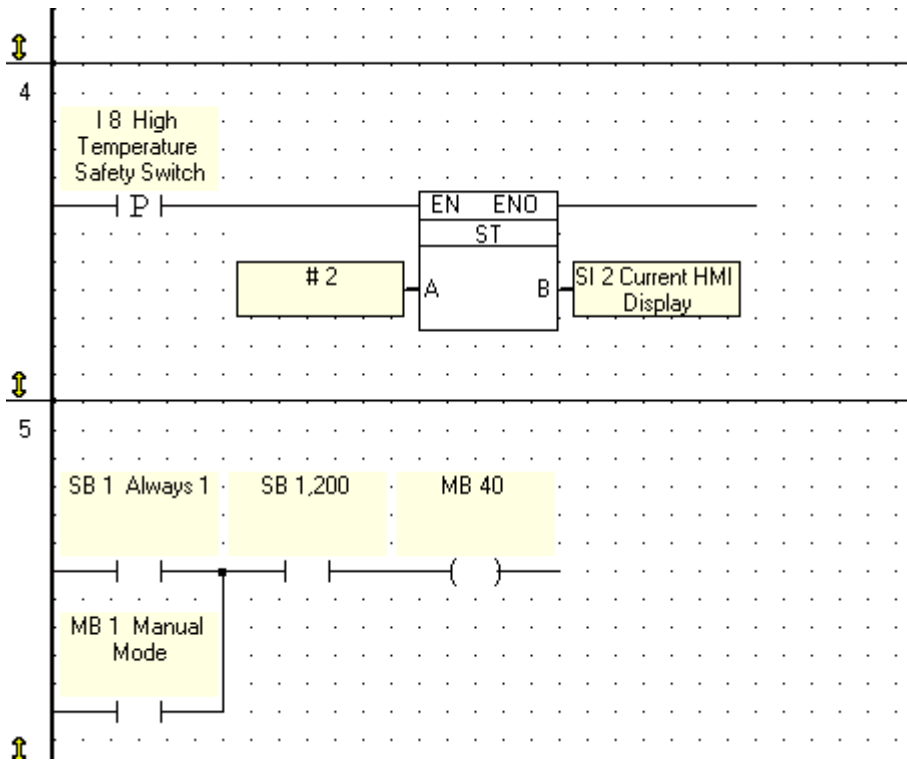 4
I 8 High
Temperature
Safety Switch
P
EN ENO
ST
# 2
A
B
SI 2 Current HMI
Display
5
SB 1 Always 1
SB 1,200
MB 40
MB 1 Manual
Mode